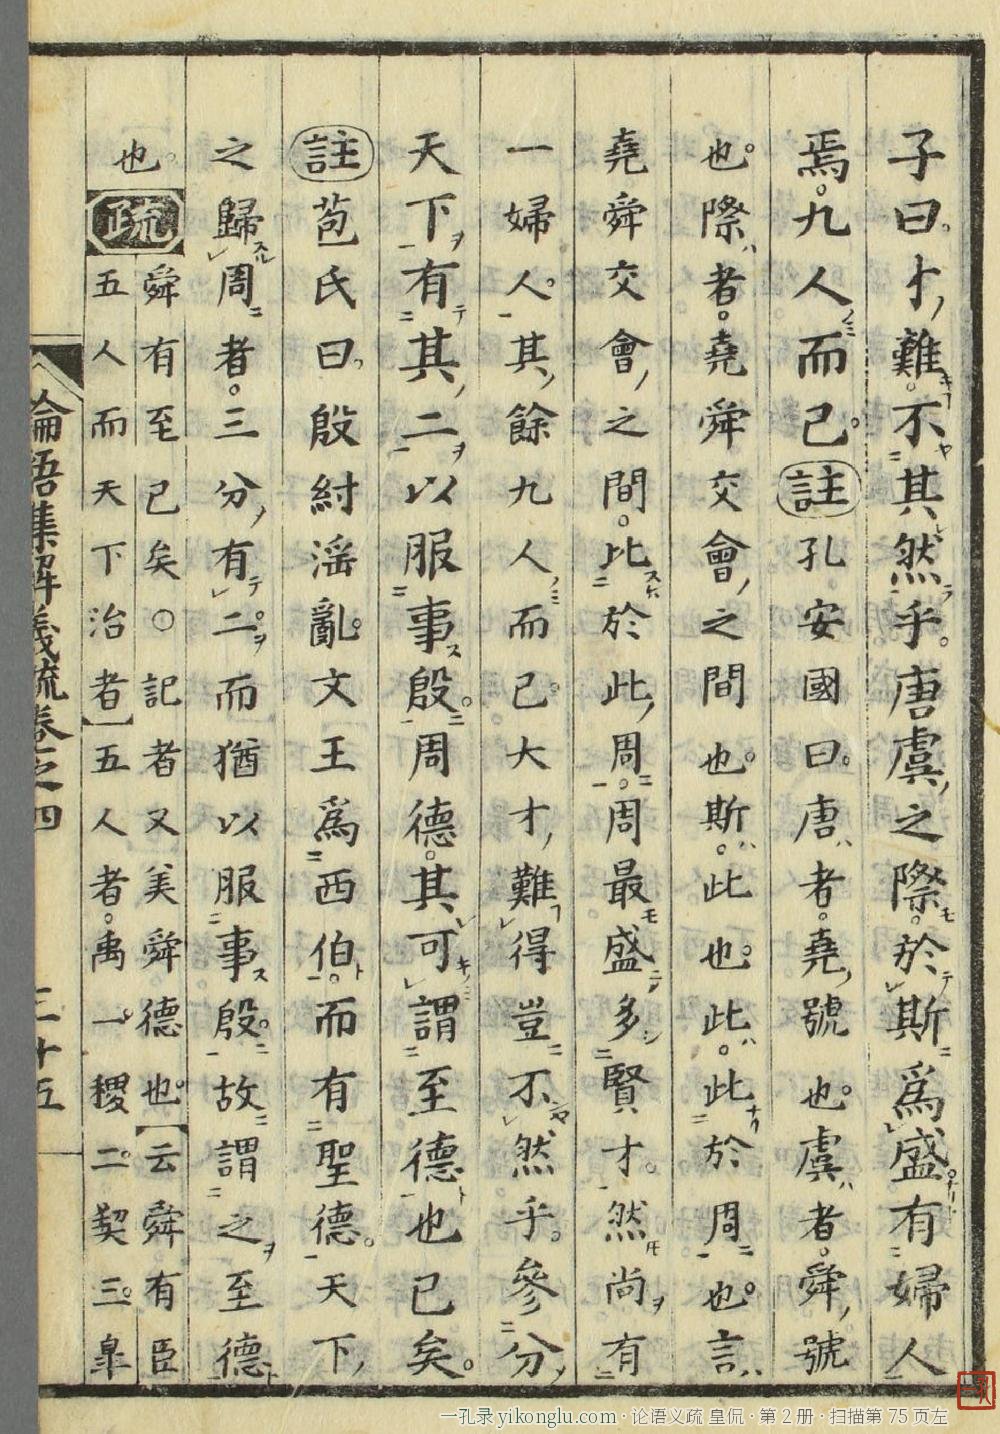 子曰才難不其然乎唐虞之際於斯爲盛有婦人
焉九人而已註孔安國曰唐者堯號也虞者舜號
也際者堯舜交會之間也斯此也此此於周也言
堯舜交會之間比於此周周最盛多賢才然尚有
一婦人其餘九人而已大才難得豈不然乎參分
天下有其二以服事殷周德其可謂至德也已矣
註苞氏曰殷紂滛亂文王爲西伯而有聖德天下
之歸周者三分有二而猶以服事殷故謂之至德
也疏
舜有至已矣○記者又美舜德也【云舜有臣
五人而天下治者】五人者禹一稷二契三皐
論語集解義疏卷之四
三十五
一孔录 yikonglu.com · 论语义疏 皇侃 · 第 2 册 · 扫描第 75 页左